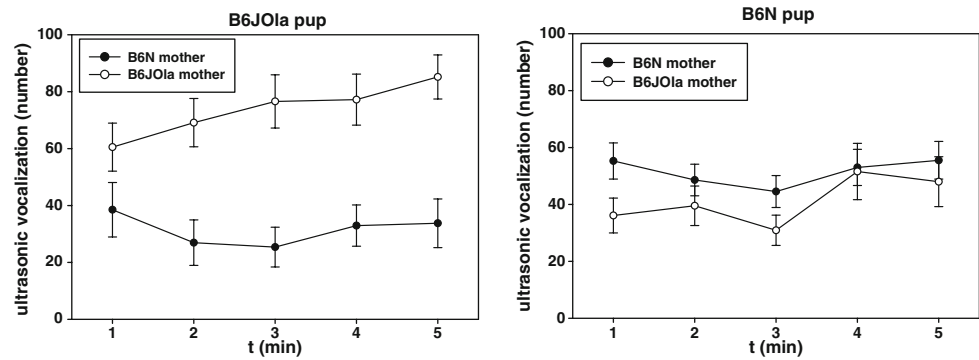 B6JOla pup
ultrasonic vocalization (number)
100
80
60
40
20
0
B6N mother
B6JOla mother
1 2 3 4 5
t (min)
B6N pup
ultrasonic vocalization (number)
100
80
60
40
20
0
B6N mother
B6JOla mother
1 2 3 4 5
t (min)